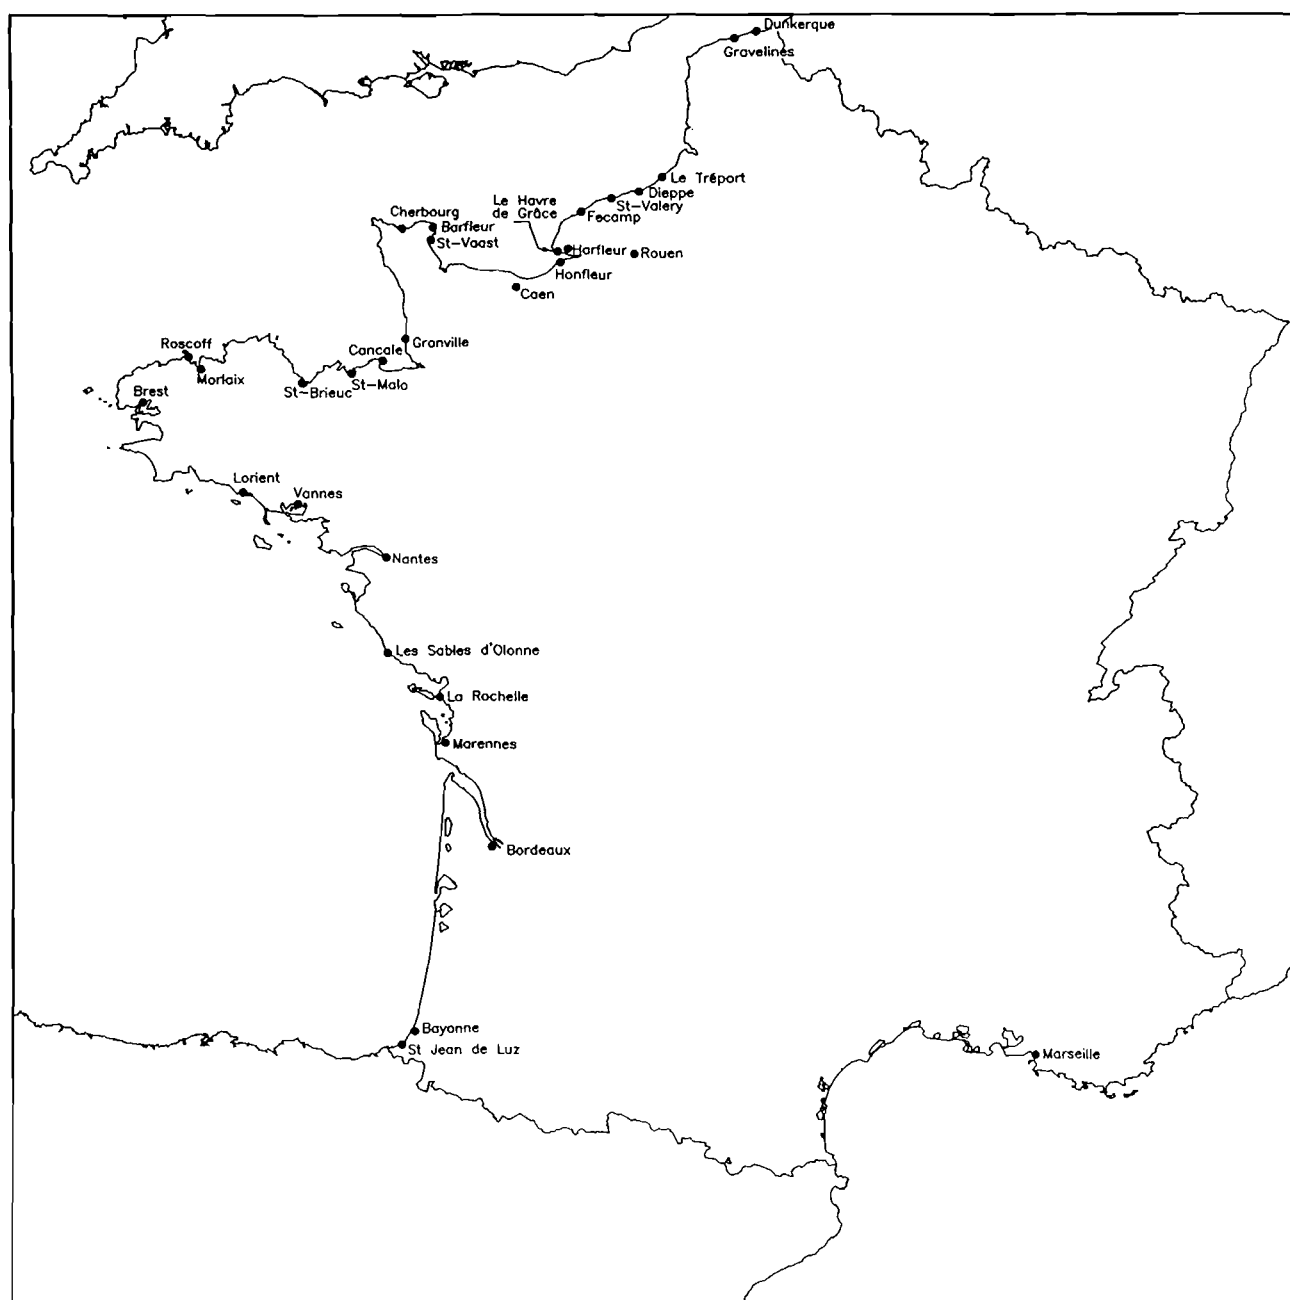 Dunkerque
Gravelines
Le Tréport
Dieppe
St-Valery
Fecamp
Le Havre
de Grâce
Cherbourg
Barfleur
St-Vaast
Harfleur
Rouen
Honfleur
Caen
Granville
Cancale
Roscoff
Morlaix
St-Brieuc
St-Malo
Brest
Lorient
Vannes
Nantes
Les Sables d'Olonne
La Rochelle
Marennes
Bordeaux
Bayonne
St Jean de Luz
Marseille